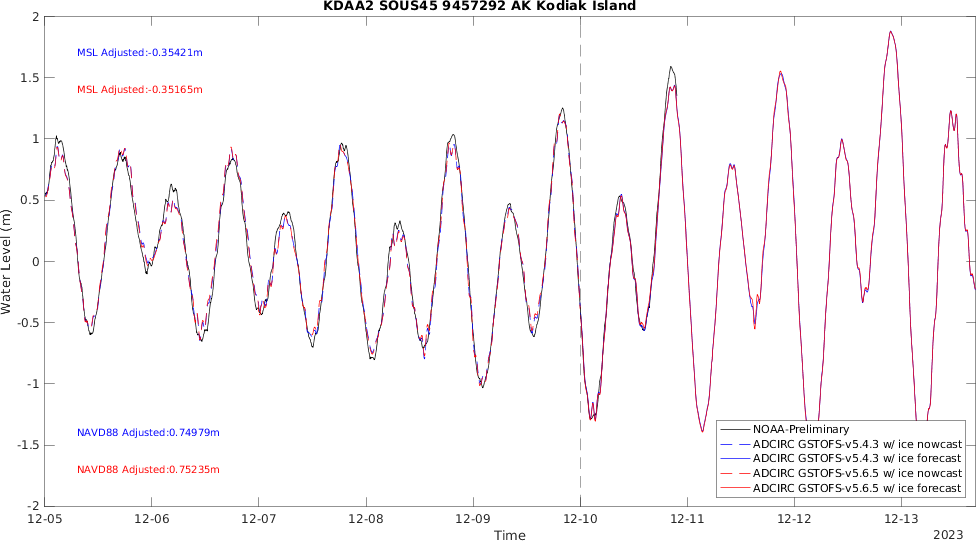 KDAA2 SOUS45 9457292 AK Kodiak Island
2
1.5
1
0.5
0
-0.5
-1
-1.5
-2
Water Level (m)
MSL Adjusted:-0.35421m
MSL Adjusted:-0.35165m
NAVD88 Adjusted:0.74979m
NAVD88 Adjusted:0.75235m
NOAA-Preliminary
ADCIRC GSTOFS-v5.4.3 w/ ice nowcast
ADCIRC GSTOFS-v5.4.3 w/ ice forecast
ADCIRC GSTOFS-v5.6.5 w/ ice nowcast
ADCIRC GSTOFS-v5.6.5 w/ ice forecast
12-05 12-06 12-07 12-08 12-09 12-10 12-11 12-12 12-13
Time
2023